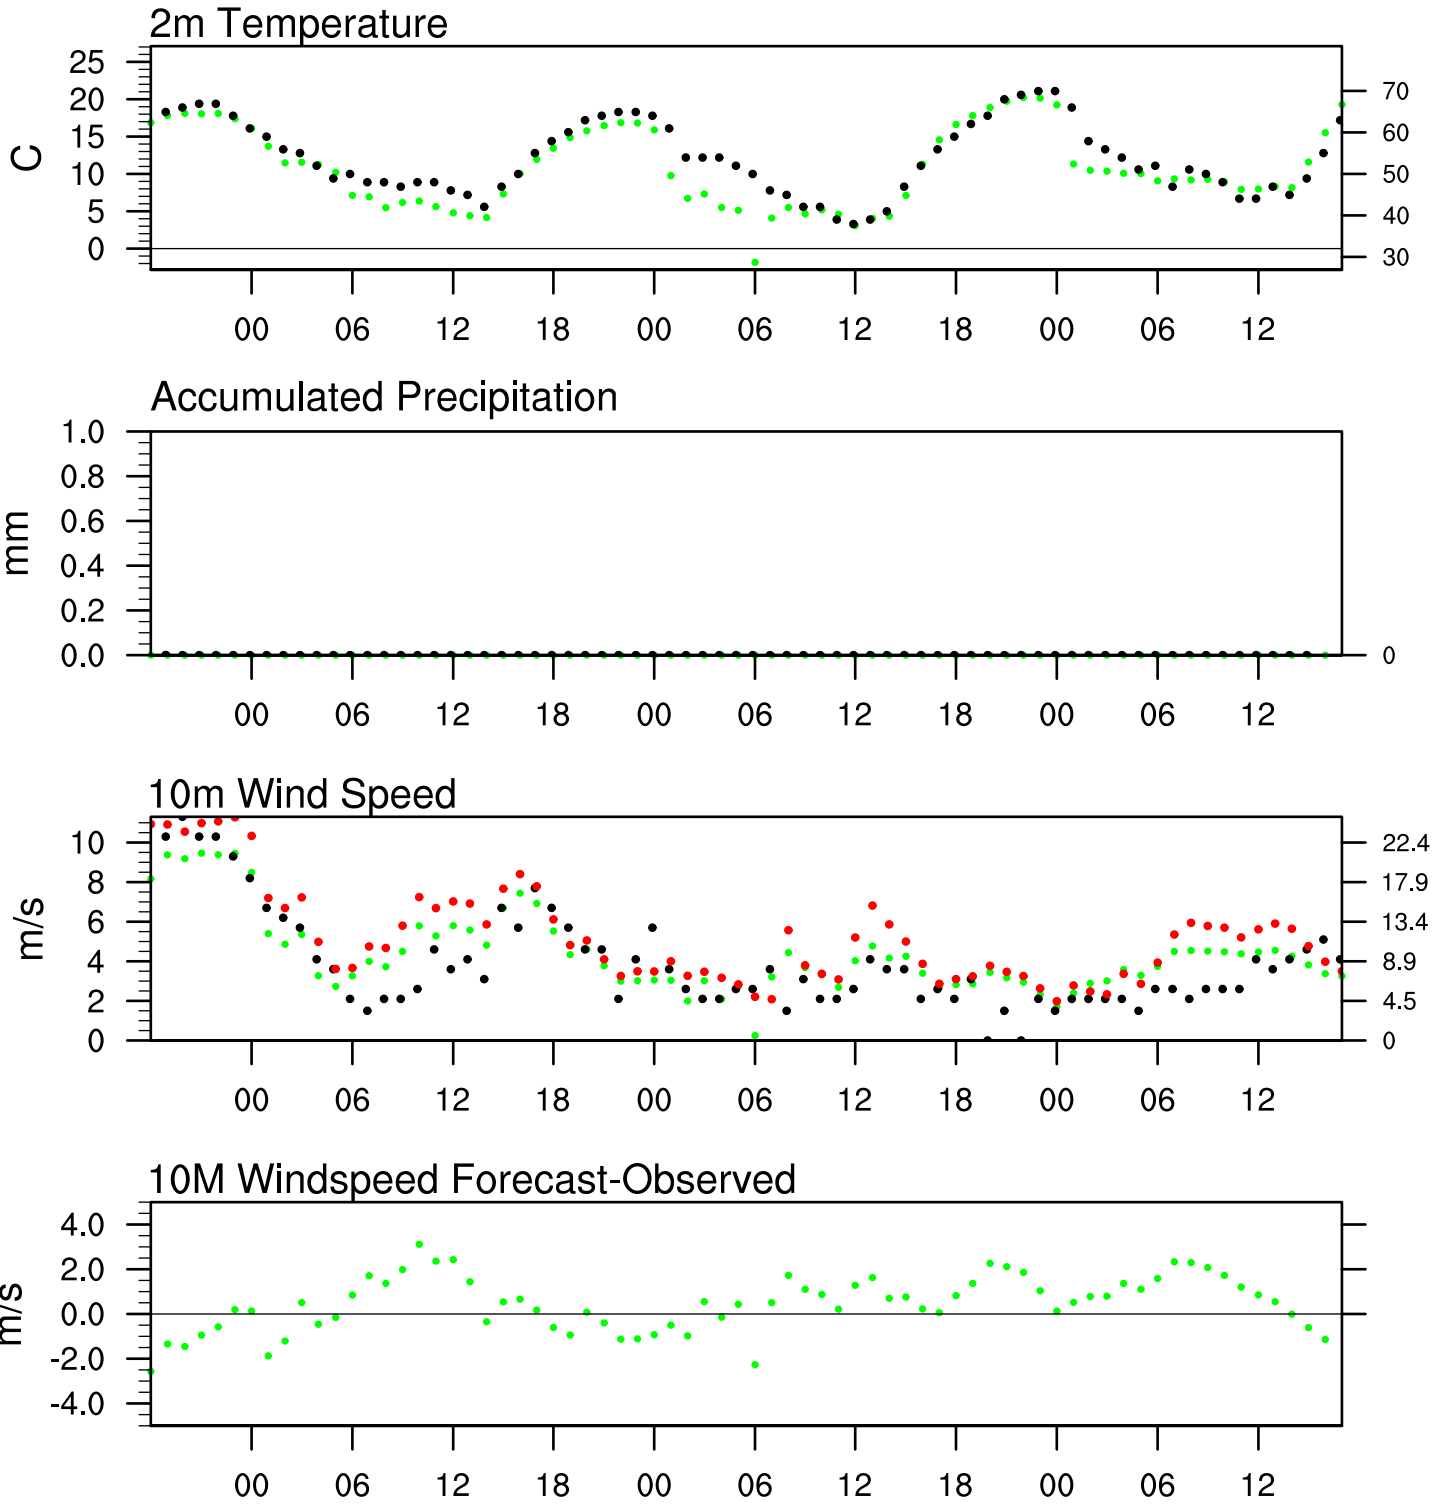 2m Temperature
25
20
15
10
5
0
C
70
60
50
40
30
00 06 12 18 00 06 12 18 00 06 12
Accumulated Precipitation
1.0
0.8
0.6
0.4
0.2
0.0
mm
0
00 06 12 18 00 06 12 18 00 06 12
10m Wind Speed
10
8
6
4
2
0
m/s
22.4
17.9
13.4
8.9
4.5
0
00 06 12 18 00 06 12 18 00 06 12
10M Windspeed Forecast-Observed
4.0
2.0
0.0
-2.0
-4.0
m/s
00 06 12 18 00 06 12 18 00 06 12